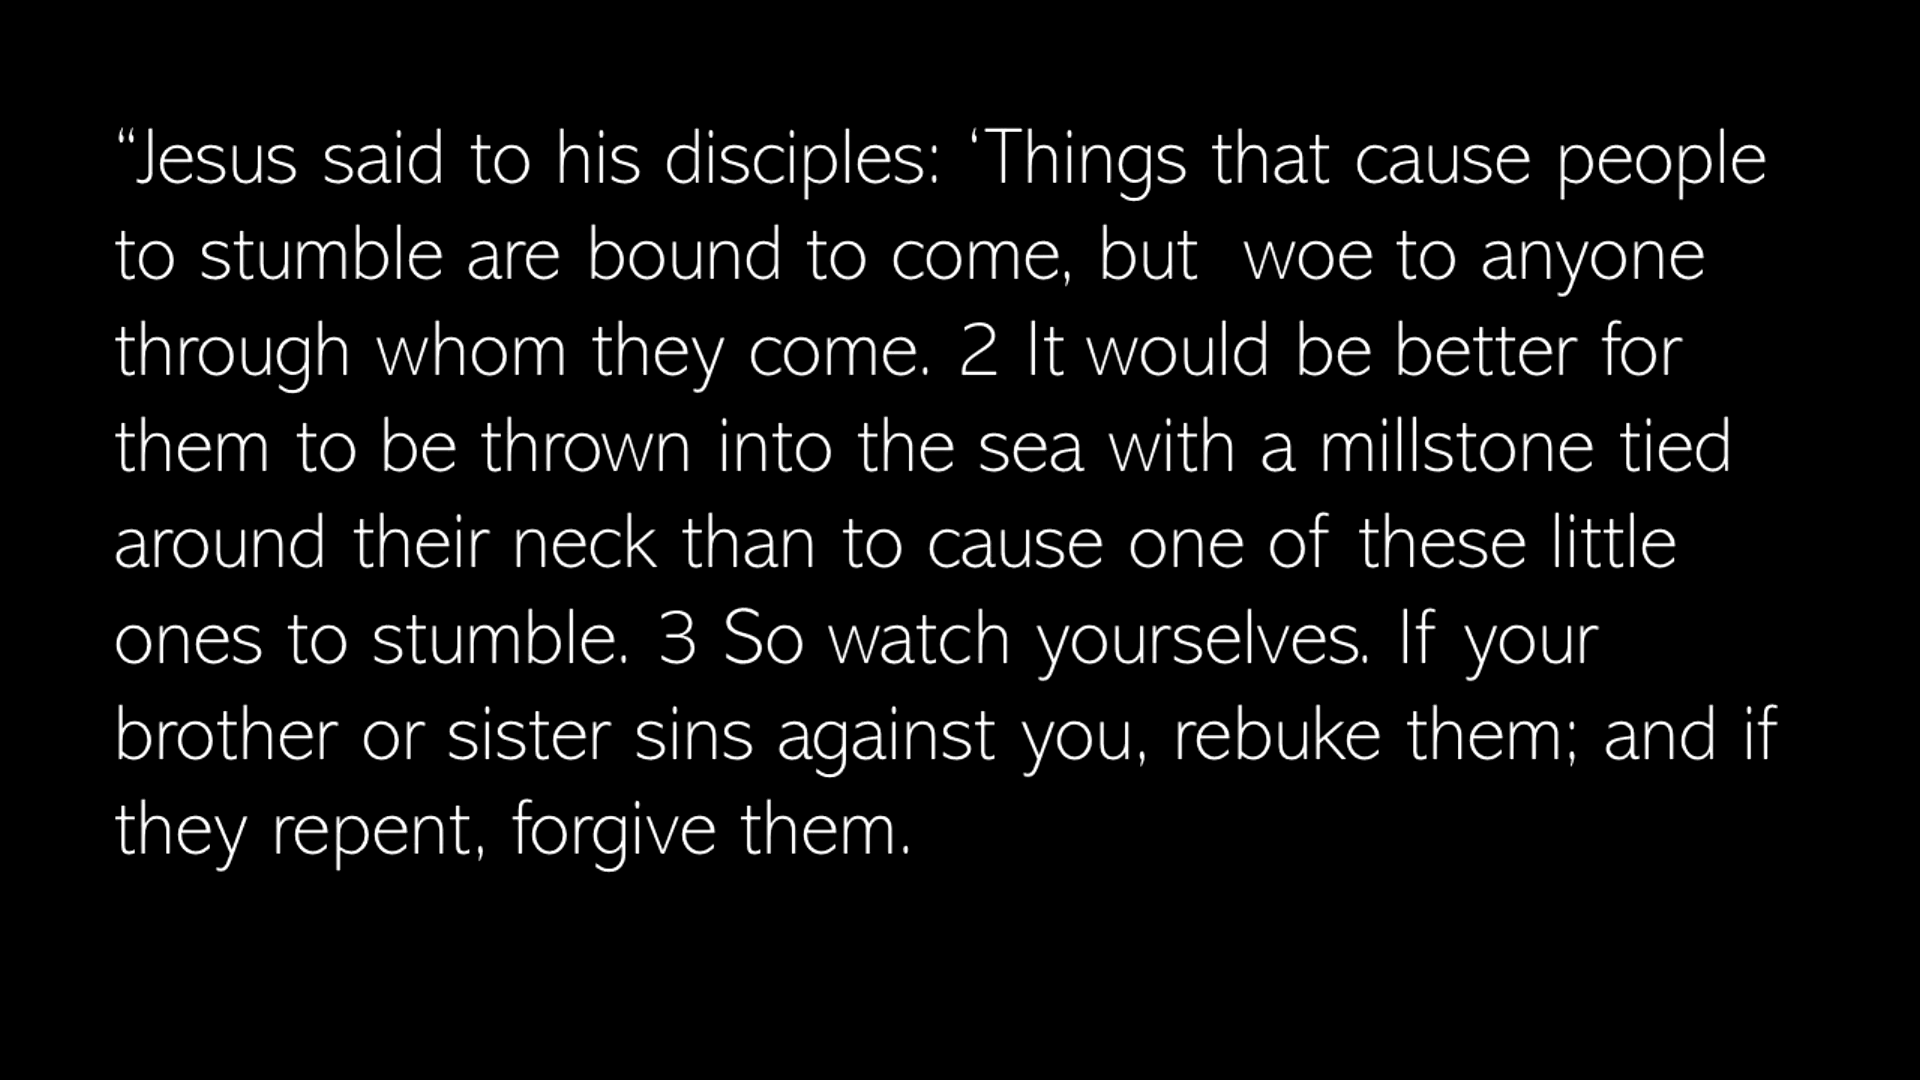 “Jesus said to his disciples: ‘Things that cause people
to stumble are bound to come, but  woe to anyone
through whom they come. 2 It would be better for
them to be thrown into the sea with a millstone tied
around their neck than to cause one of these little
ones to stumble. 3 So watch yourselves. If your
brother or sister sins against you, rebuke them; and if
they repent, forgive them.